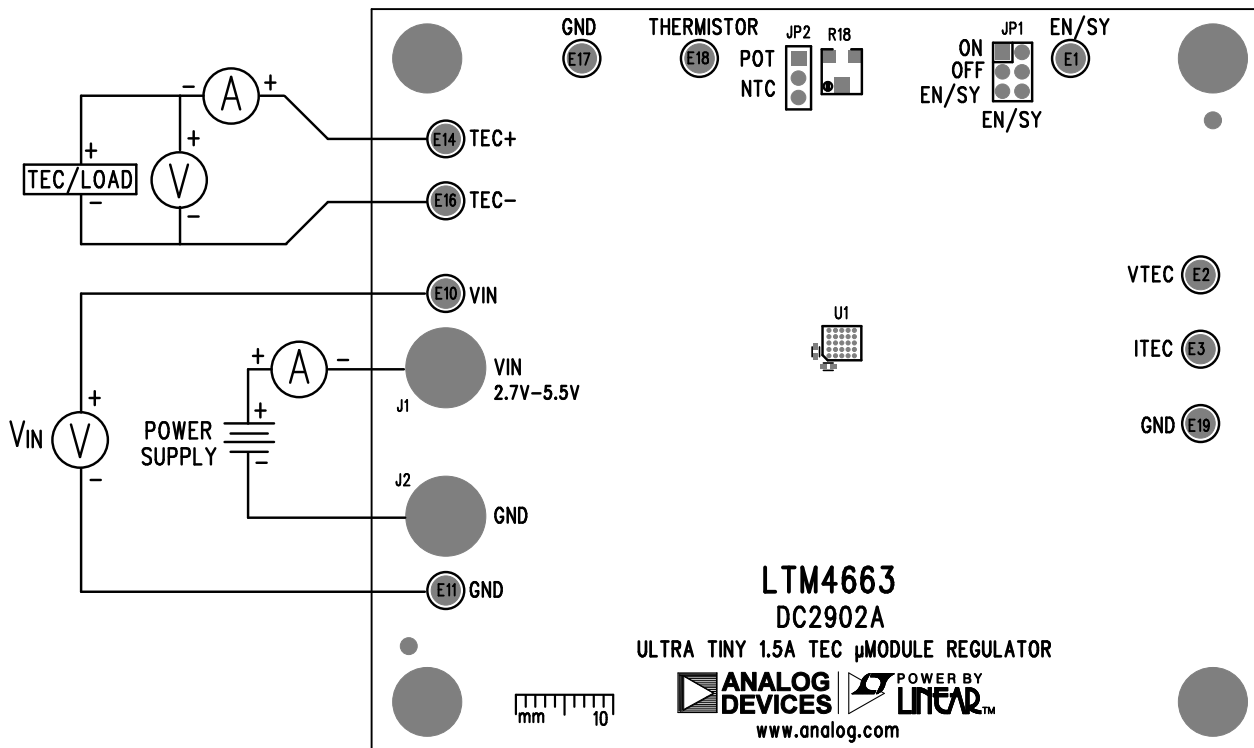 GND
THERMISTOR
JP2
R18
JP1
EN/SY
E17
E18
POT
NTC
ON
OFF
EN/SY
EN/SY
E1
- A +
E14 TEC+
+
+
TEC/LOAD
V
-
-
E16 TEC-
E10 VIN
VTEC E2
U1
ITEC E3
GND E19
+ A -
VIN
2.7V-5.5V
J1
+
VIN V
-
POWER
SUPPLY
+
-
J2
GND
E11 GND
LTM4663
DC2902A
ULTRA TINY 1.5A TEC µMODULE REGULATOR
ANALOG
DEVICES
POWER BY
LINEAR™
www.analog.com
mm 10